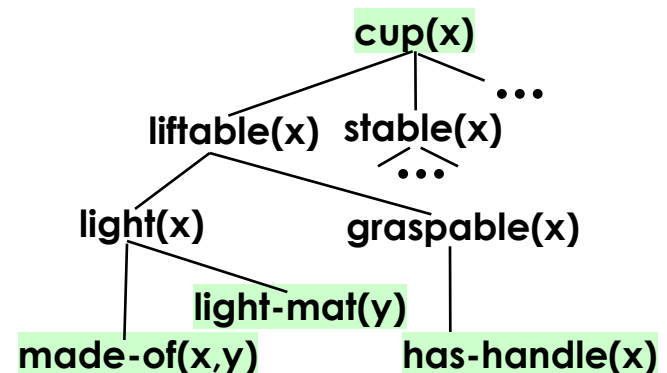 cup(x)
...
liftable(x) stable(x)
...
light(x) graspable(x)
light-mat(y)
made-of(x,y) has-handle(x)